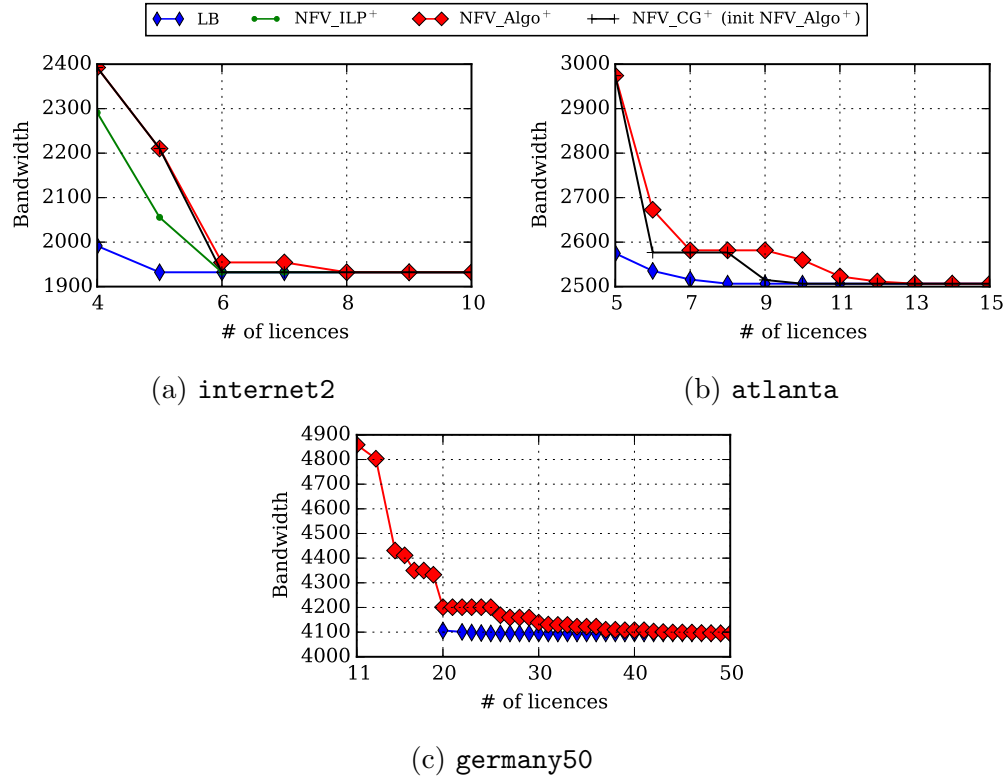 LB NFV_ILP+ NFV_Algo+ NFV_CG+ (init NFV_Algo+)
2400
2300
2200
2100
2000
1900
Bandwidth
4 6 8 10
# of licences
(a) internet2
3000
2900
2800
2700
2600
2500
Bandwidth
5 7 9 11 13 15
# of licences
(b) atlanta
4900
4800
4700
4600
4500
4400
4300
4200
4100
4000
Bandwidth
11 20 30 40 50
# of licences
(c) germany50